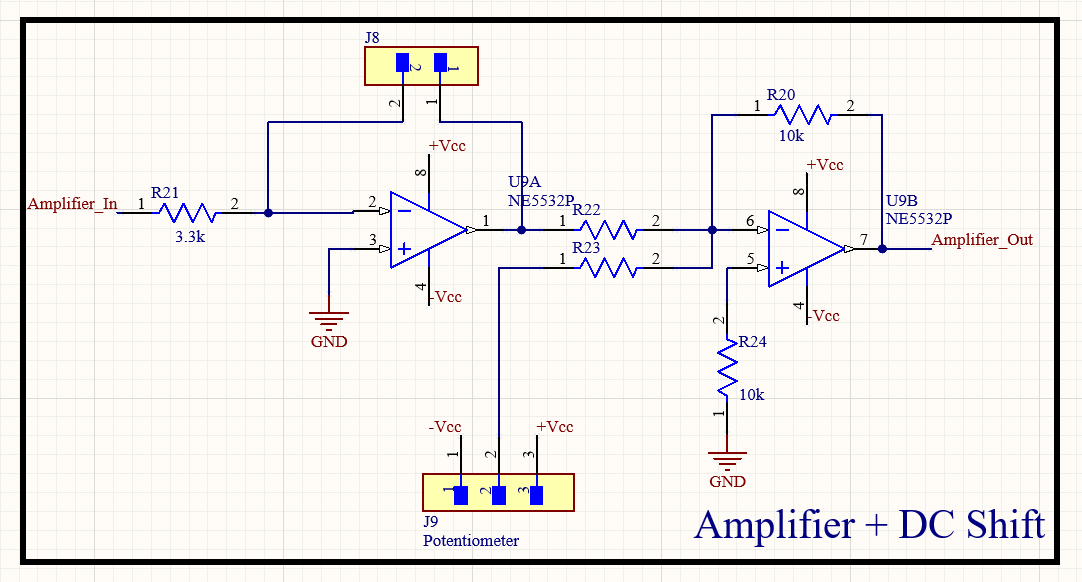 J8
2 1
2 1
+Vcc
8
Amplifier_In
1 R21 2
3.3k
2
3
U9A
NE5532P
1
4
-Vcc
GND
1 R22 2
1 R23 2
1 R20 2
10k
+Vcc
8
6
5
U9B
NE5532P
7
Amplifier_Out
4
-Vcc
2
R24
10k
1
GND
-Vcc
+Vcc
1 2 3
1 2 3
J9
Potentiometer
Amplifier + DC Shift